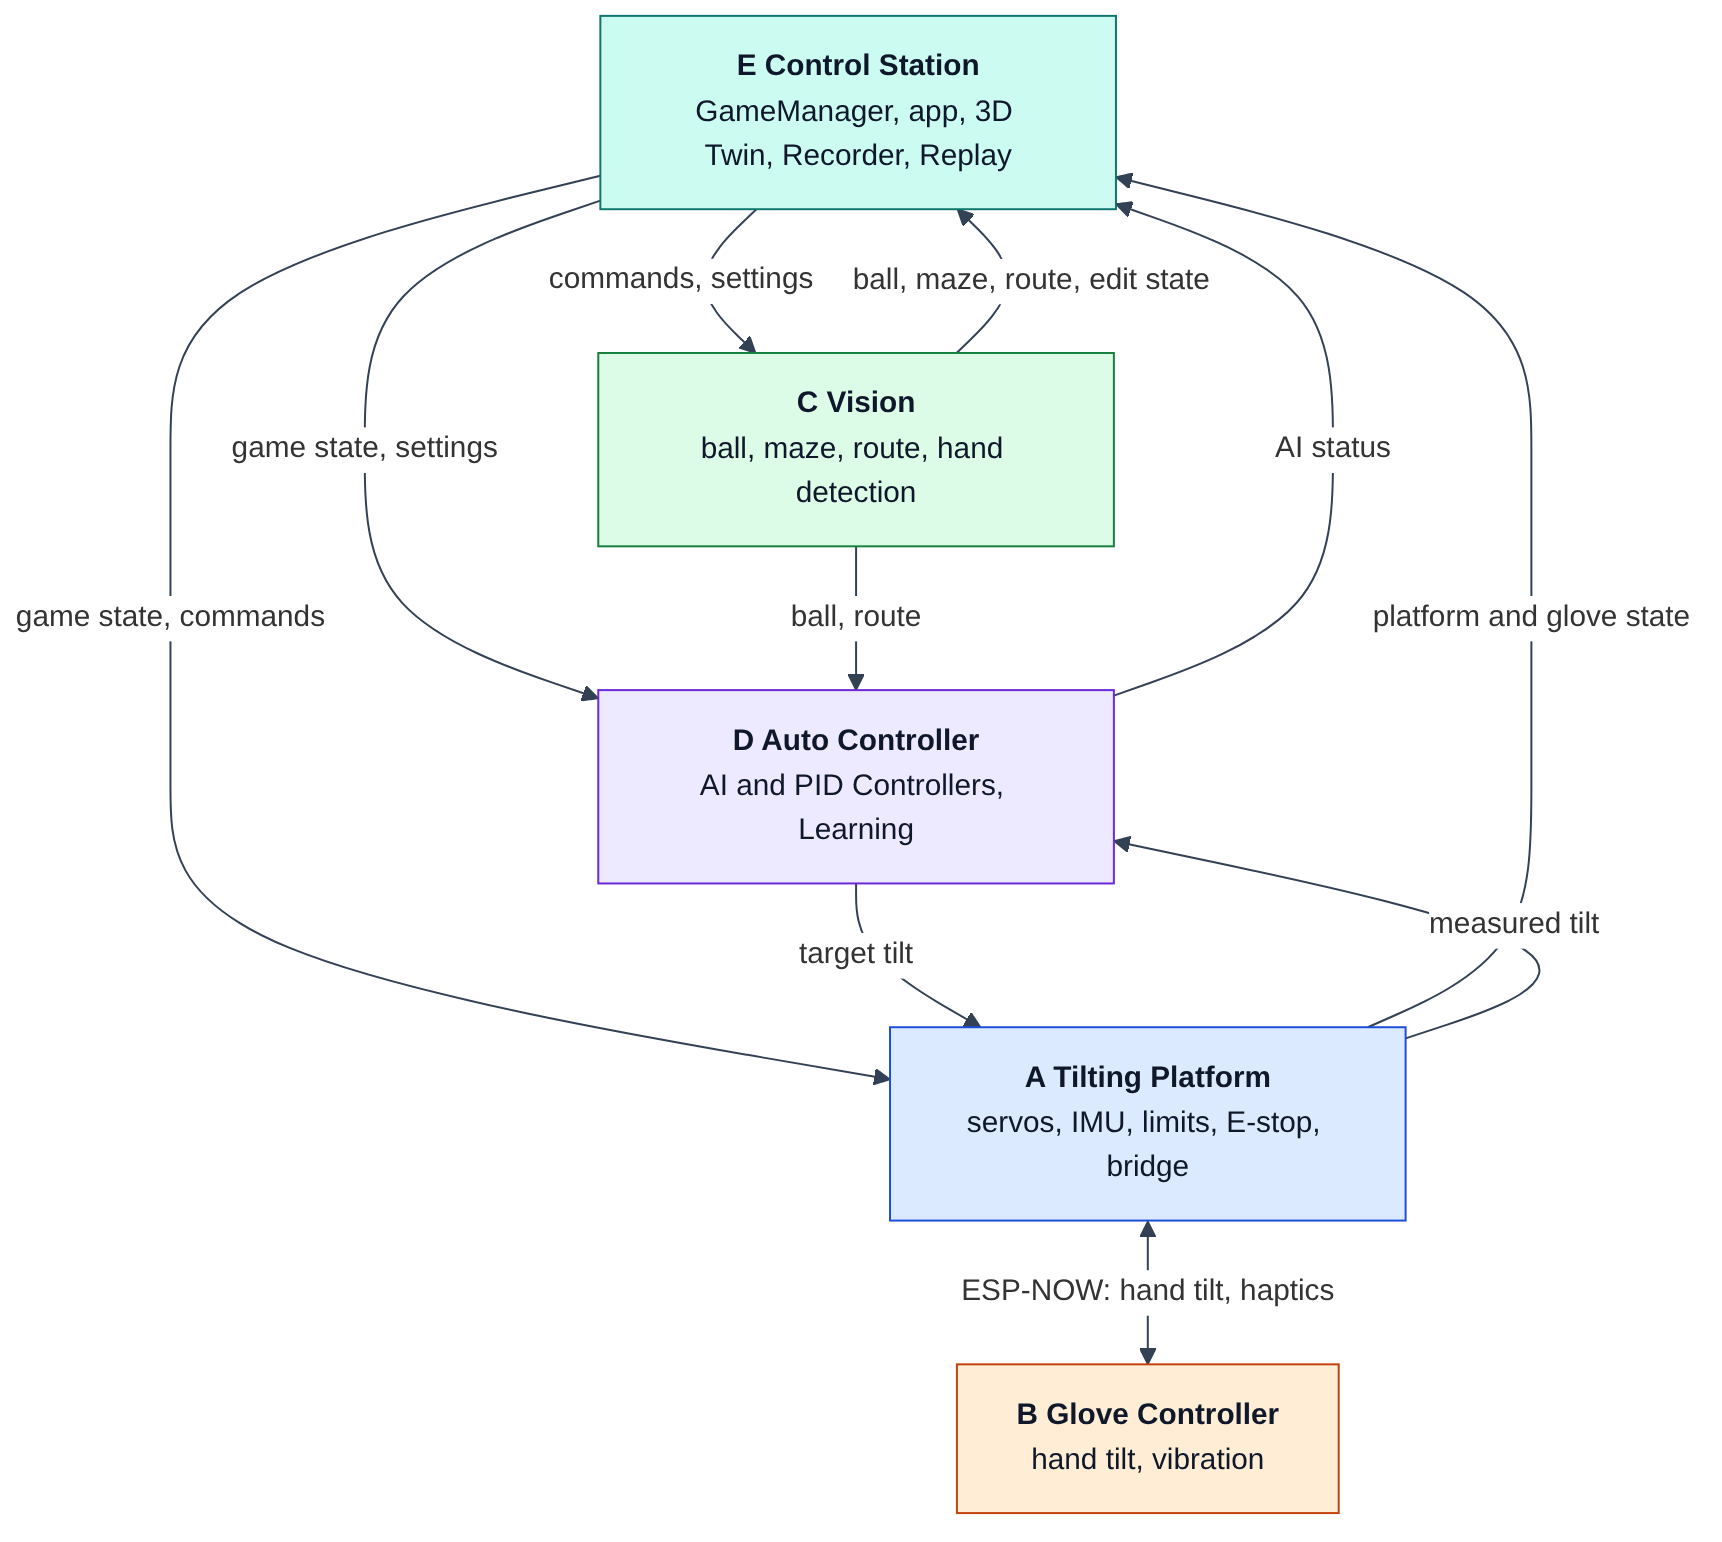 E Control Station
GameManager, app, 3D
Twin, Recorder, Replay
commands, settings
ball, maze, route, edit state
C Vision
ball, maze, route, hand
detection
game state, settings
AI status
game state, commands
ball, route
platform and glove state
D Auto Controller
AI and PID Controllers,
Learning
measured tilt
target tilt
A Tilting Platform
servos, IMU, limits, E-stop,
bridge
ESP-NOW: hand tilt, haptics
B Glove Controller
hand tilt, vibration